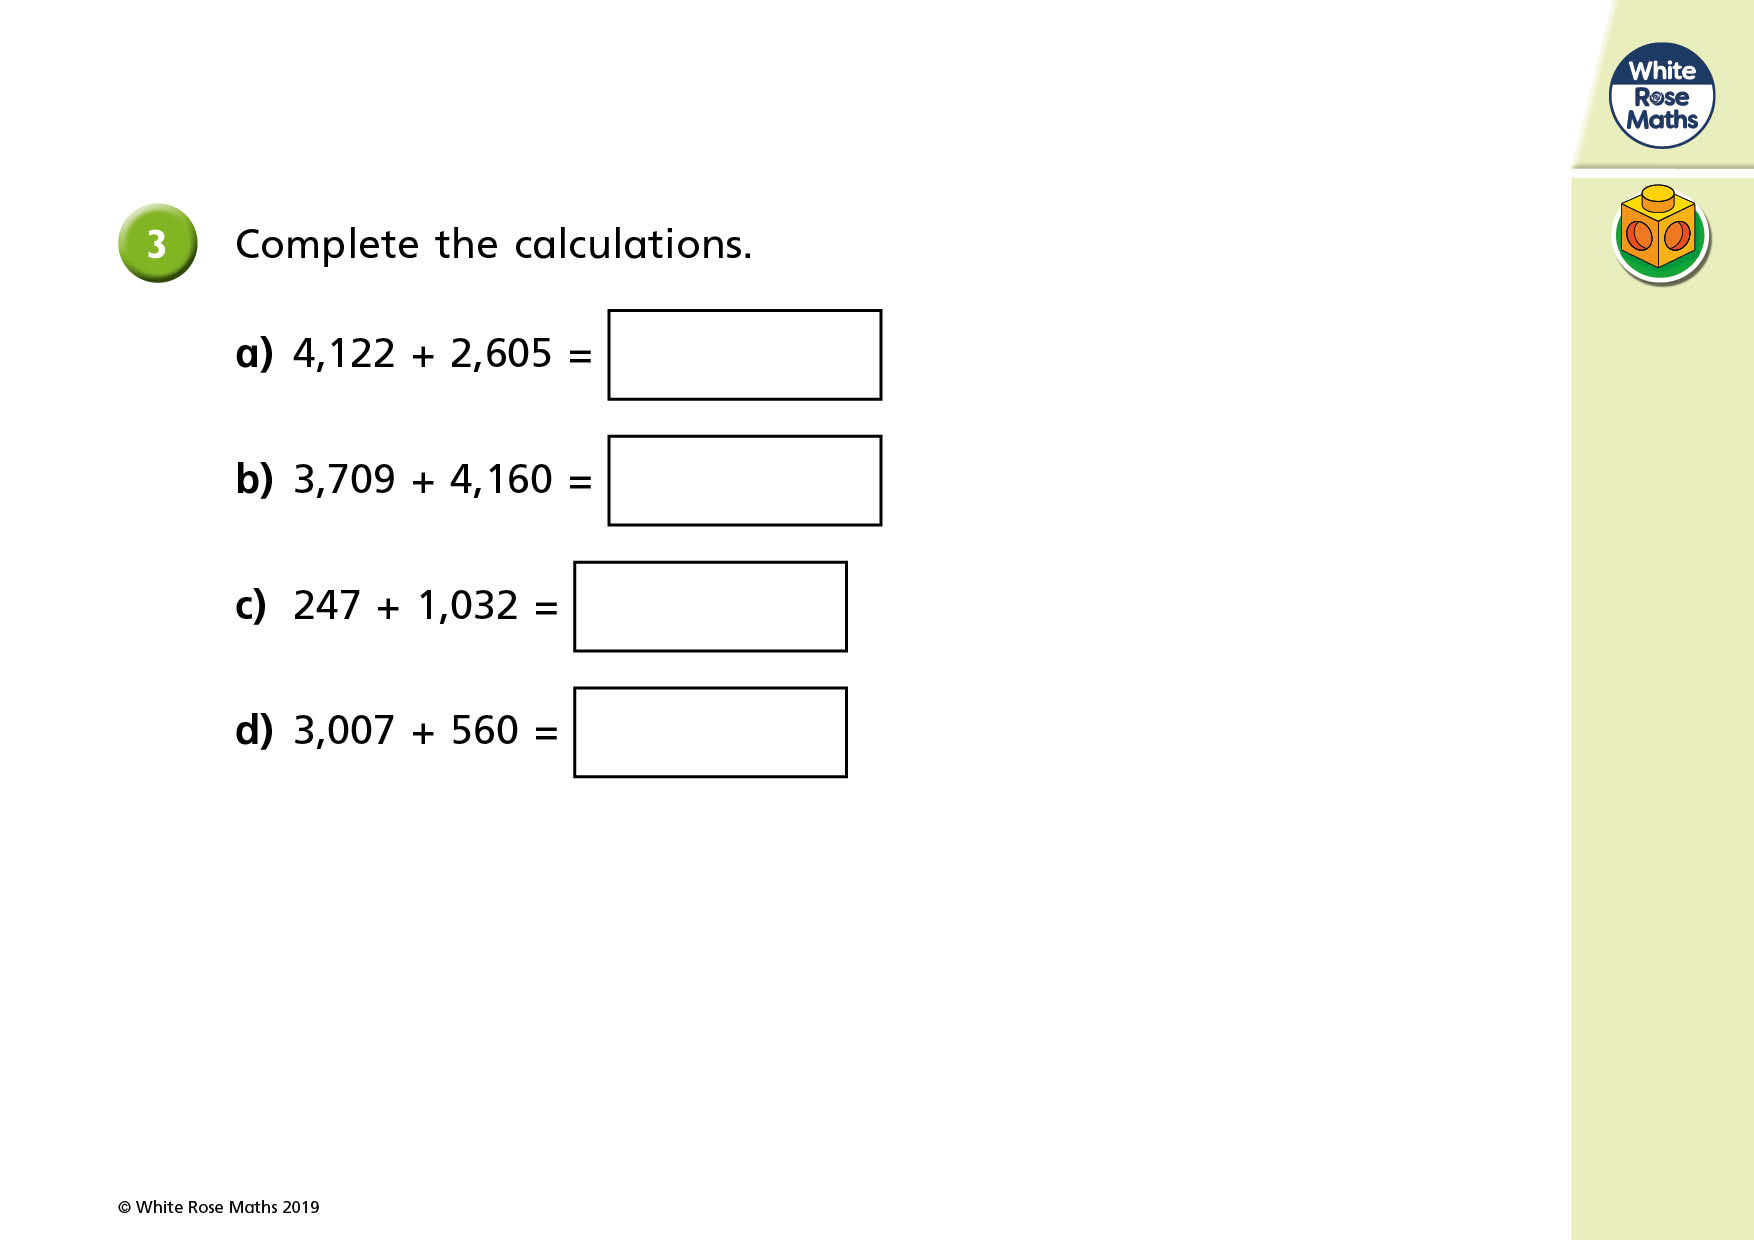 White
Rose
Maths
3 Complete the calculations.
a) 4,122 + 2,605 =
b) 3,709 + 4,160 =
c) 247 + 1,032 =
d) 3,007 + 560 =
© White Rose Maths 2019